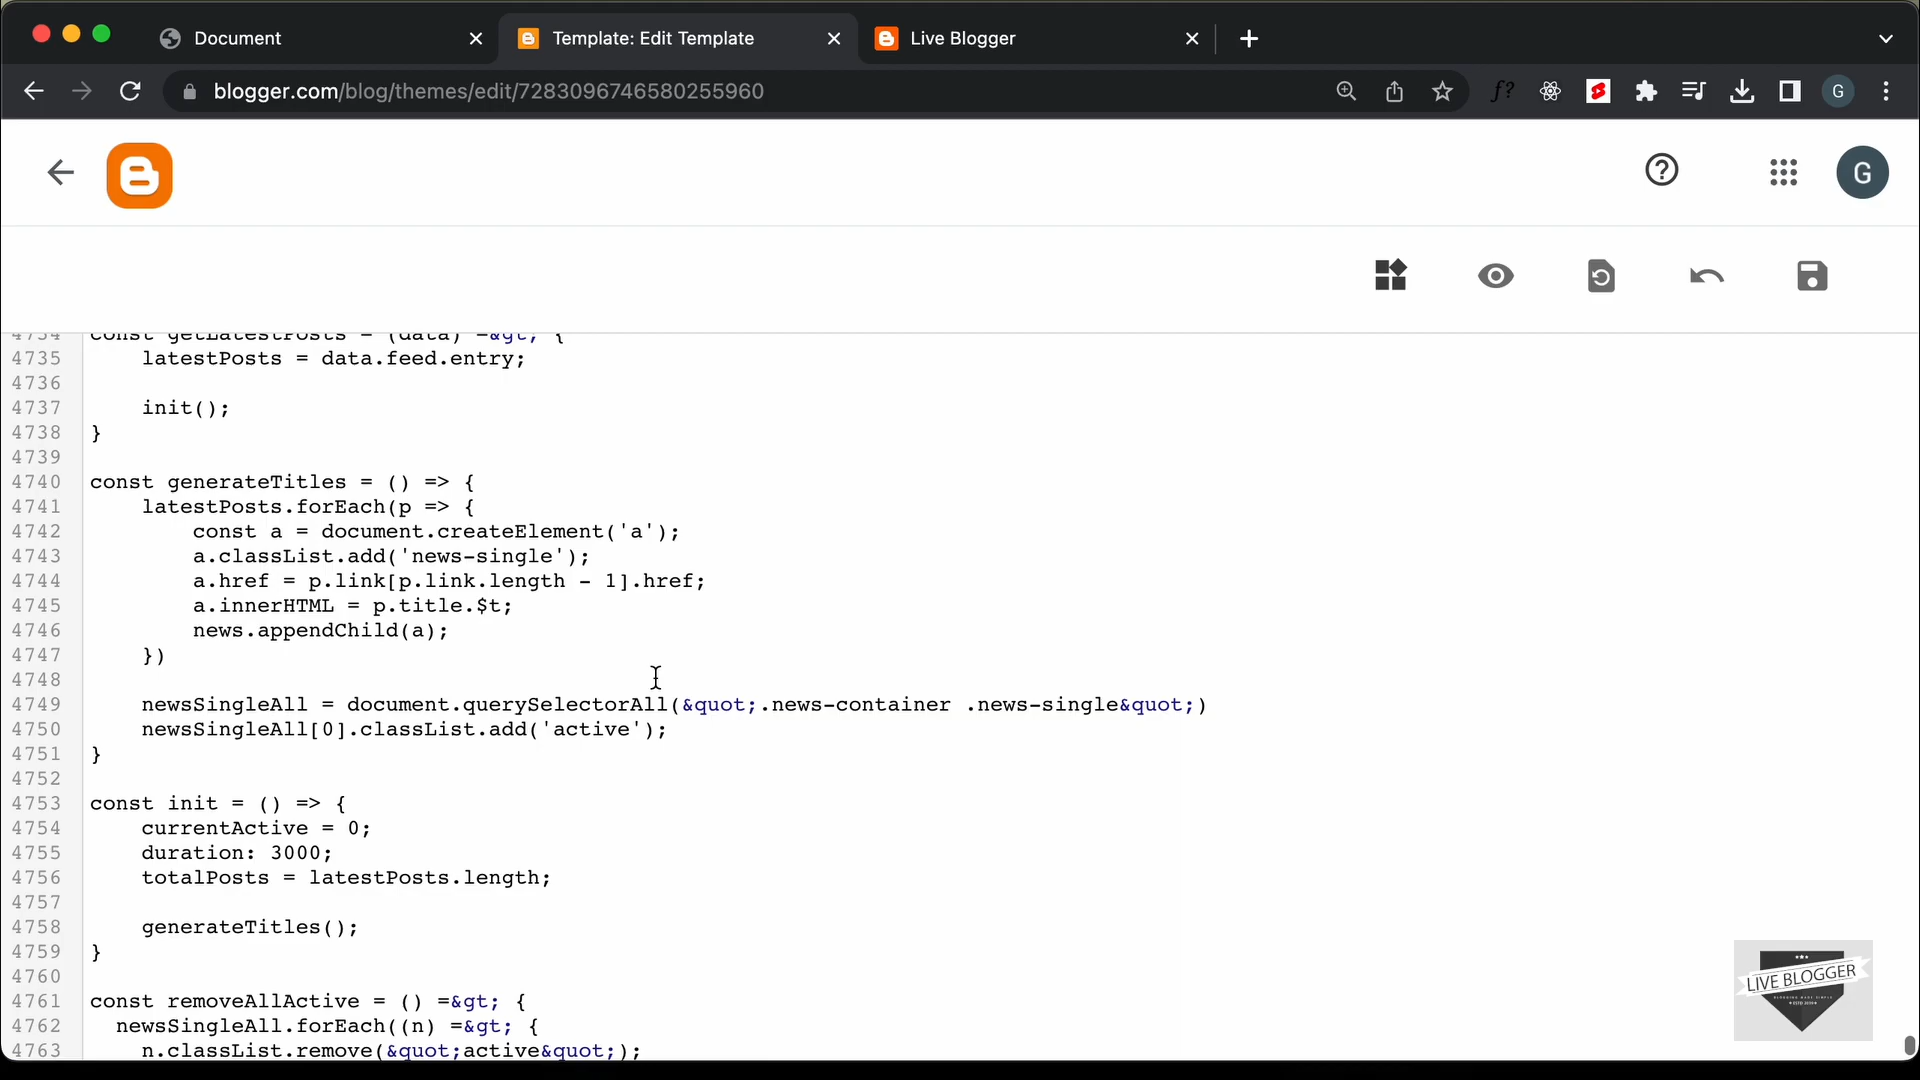 Document
Template: Edit Template
Live Blogger
blogger.com/blog/themes/edit/7283096746580255960
f?
G
G
4734 const getLatestPosts = (data) =&gt; {
4735 latestPosts = data.feed.entry;
4736
4737 init();
4738 }
4739
4740 const generateTitles = () => {
4741 latestPosts.forEach(p => {
4742 const a = document.createElement('a');
4743 a.classList.add('news-single');
4744 a.href = p.link[p.link.length - 1].href;
4745 a.innerHTML = p.title.$t;
4746 news.appendChild(a);
4747 })
4748
4749 newsSingleAll = document.querySelectorAll(&quot;.news-container .news-single&quot;)
4750 newsSingleAll[0].classList.add('active');
4751 }
4752
4753 const init = () => {
4754 currentActive = 0;
4755 duration: 3000;
4756 totalPosts = latestPosts.length;
4757
4758 generateTitles();
4759 }
4760
4761 const removeAllActive = () =&gt; {
4762 newsSingleAll.forEach((n) =&gt; {
4763 n.classList.remove(&quot;active&quot;);
LIVE BLOGGER